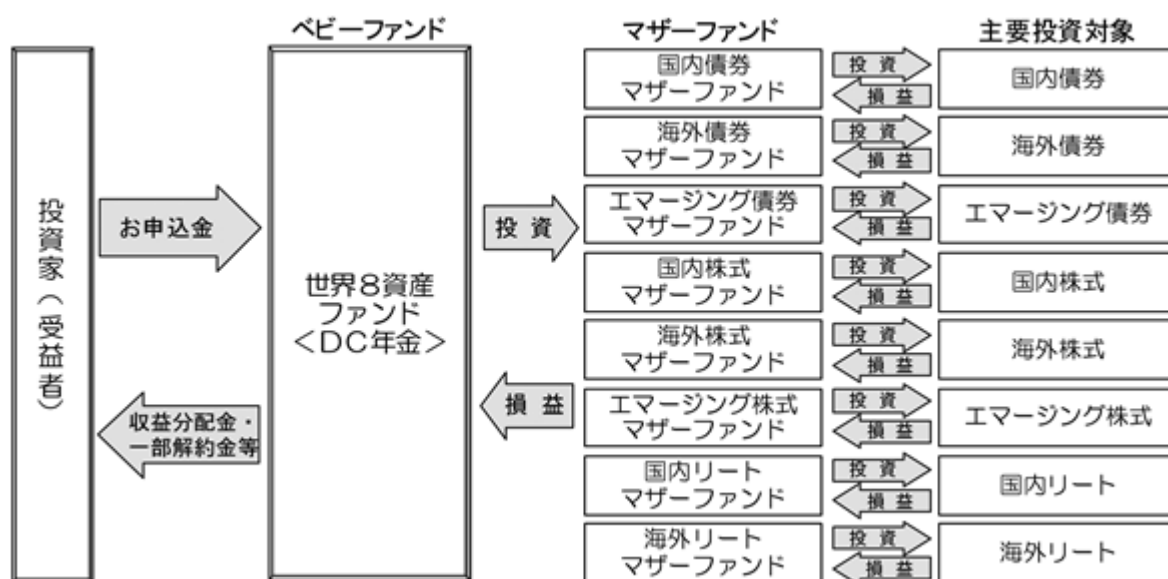 ベビーファンド
マザーファンド
主要投資対象
投資家(受益者)
お申込金
収益分配金・
一部解約金等
世界8資産
ファンド
<DC年金>
投 資
損 益
国内債券
マザーファンド
投 資
損 益
国内債券
海外債券
マザーファンド
投 資
損 益
海外債券
エマージング債券
マザーファンド
投 資
損 益
エマージング債券
国内株式
マザーファンド
投 資
損 益
国内株式
海外株式
マザーファンド
投 資
損 益
海外株式
エマージング株式
マザーファンド
投 資
損 益
エマージング株式
国内リート
マザーファンド
投 資
損 益
国内リート
海外リート
マザーファンド
投 資
損 益
海外リート